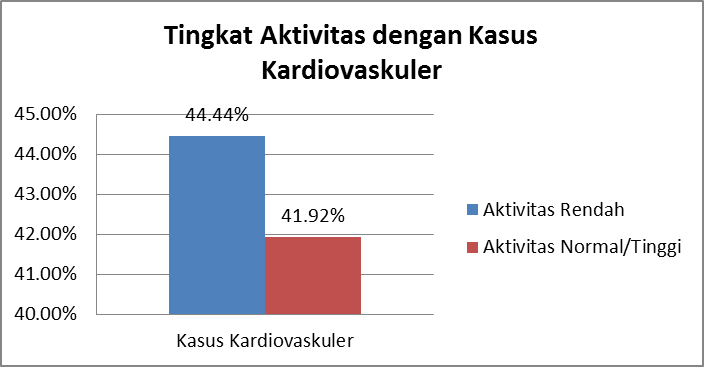 Tingkat Aktivitas dengan Kasus
Kardiovaskuler
45.00%
44.00%
43.00%
42.00%
41.00%
40.00%
44.44%
41.92%
Kasus Kardiovaskuler
Aktivitas Rendah
Aktivitas Normal/Tinggi